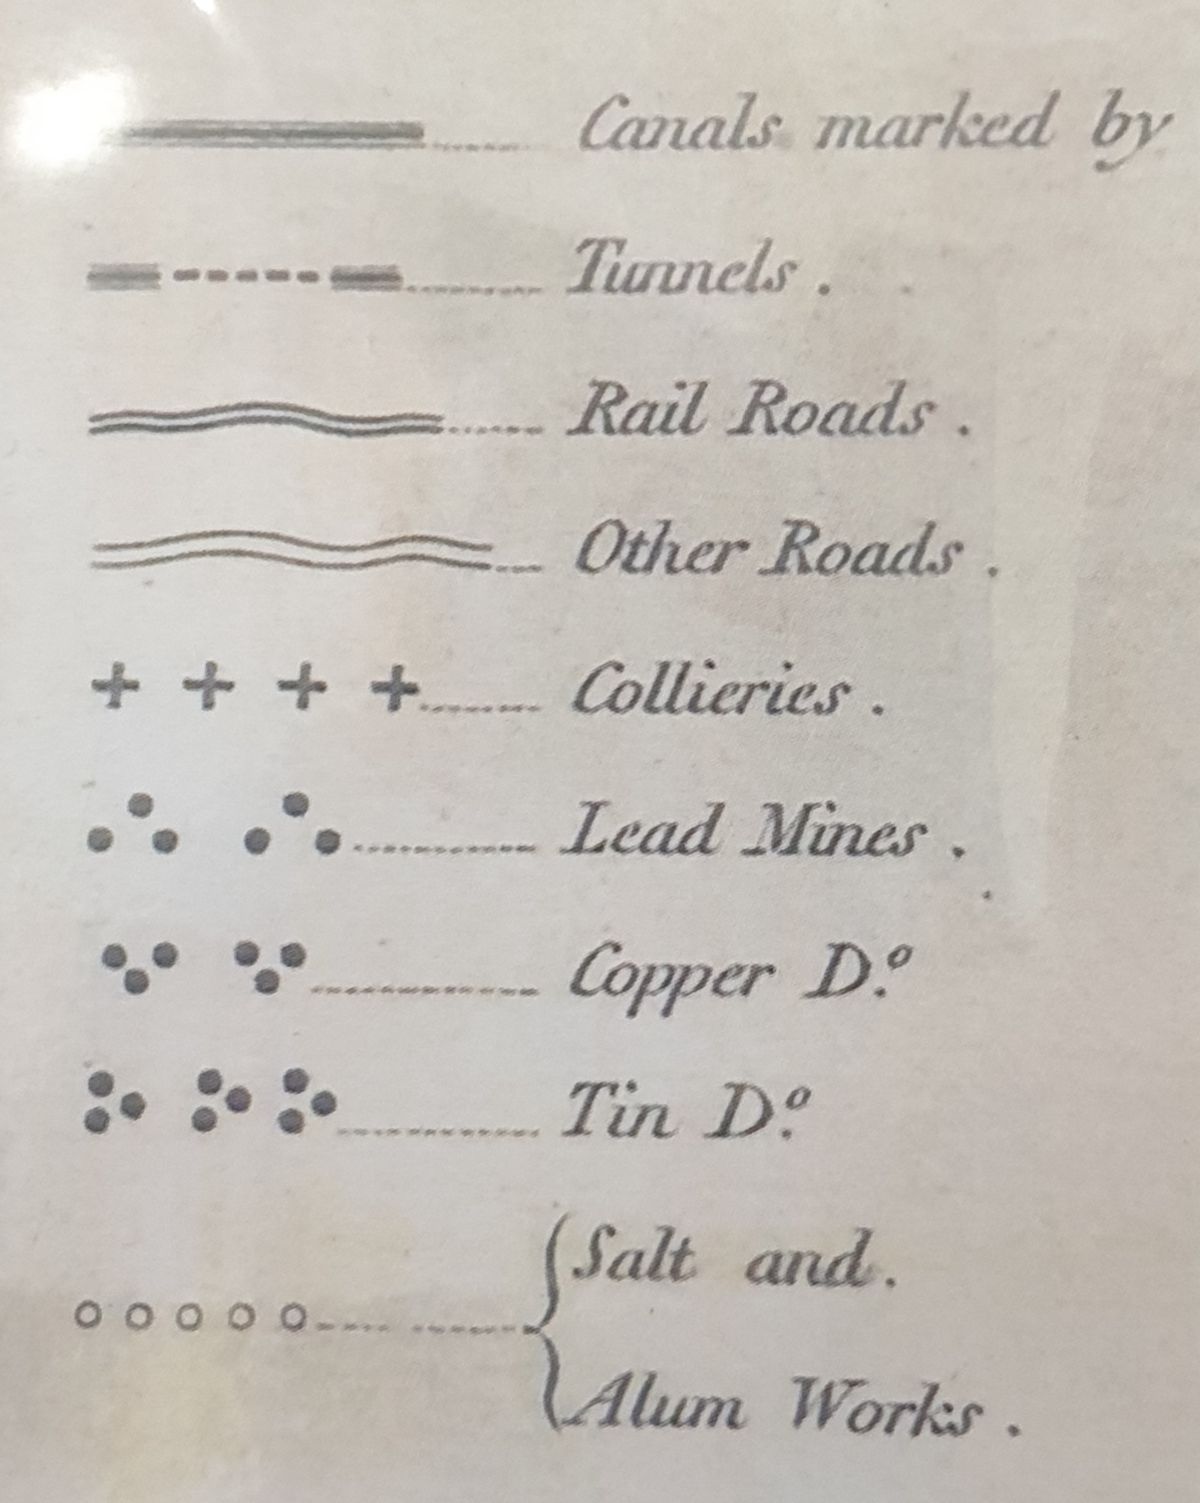 Canals marked by
Tunnels.
Rail Roads.
Other Roads.
Collieries.
Lead Mines.
Copper D.º
Tin D.º
Salt and.
Alum Works.